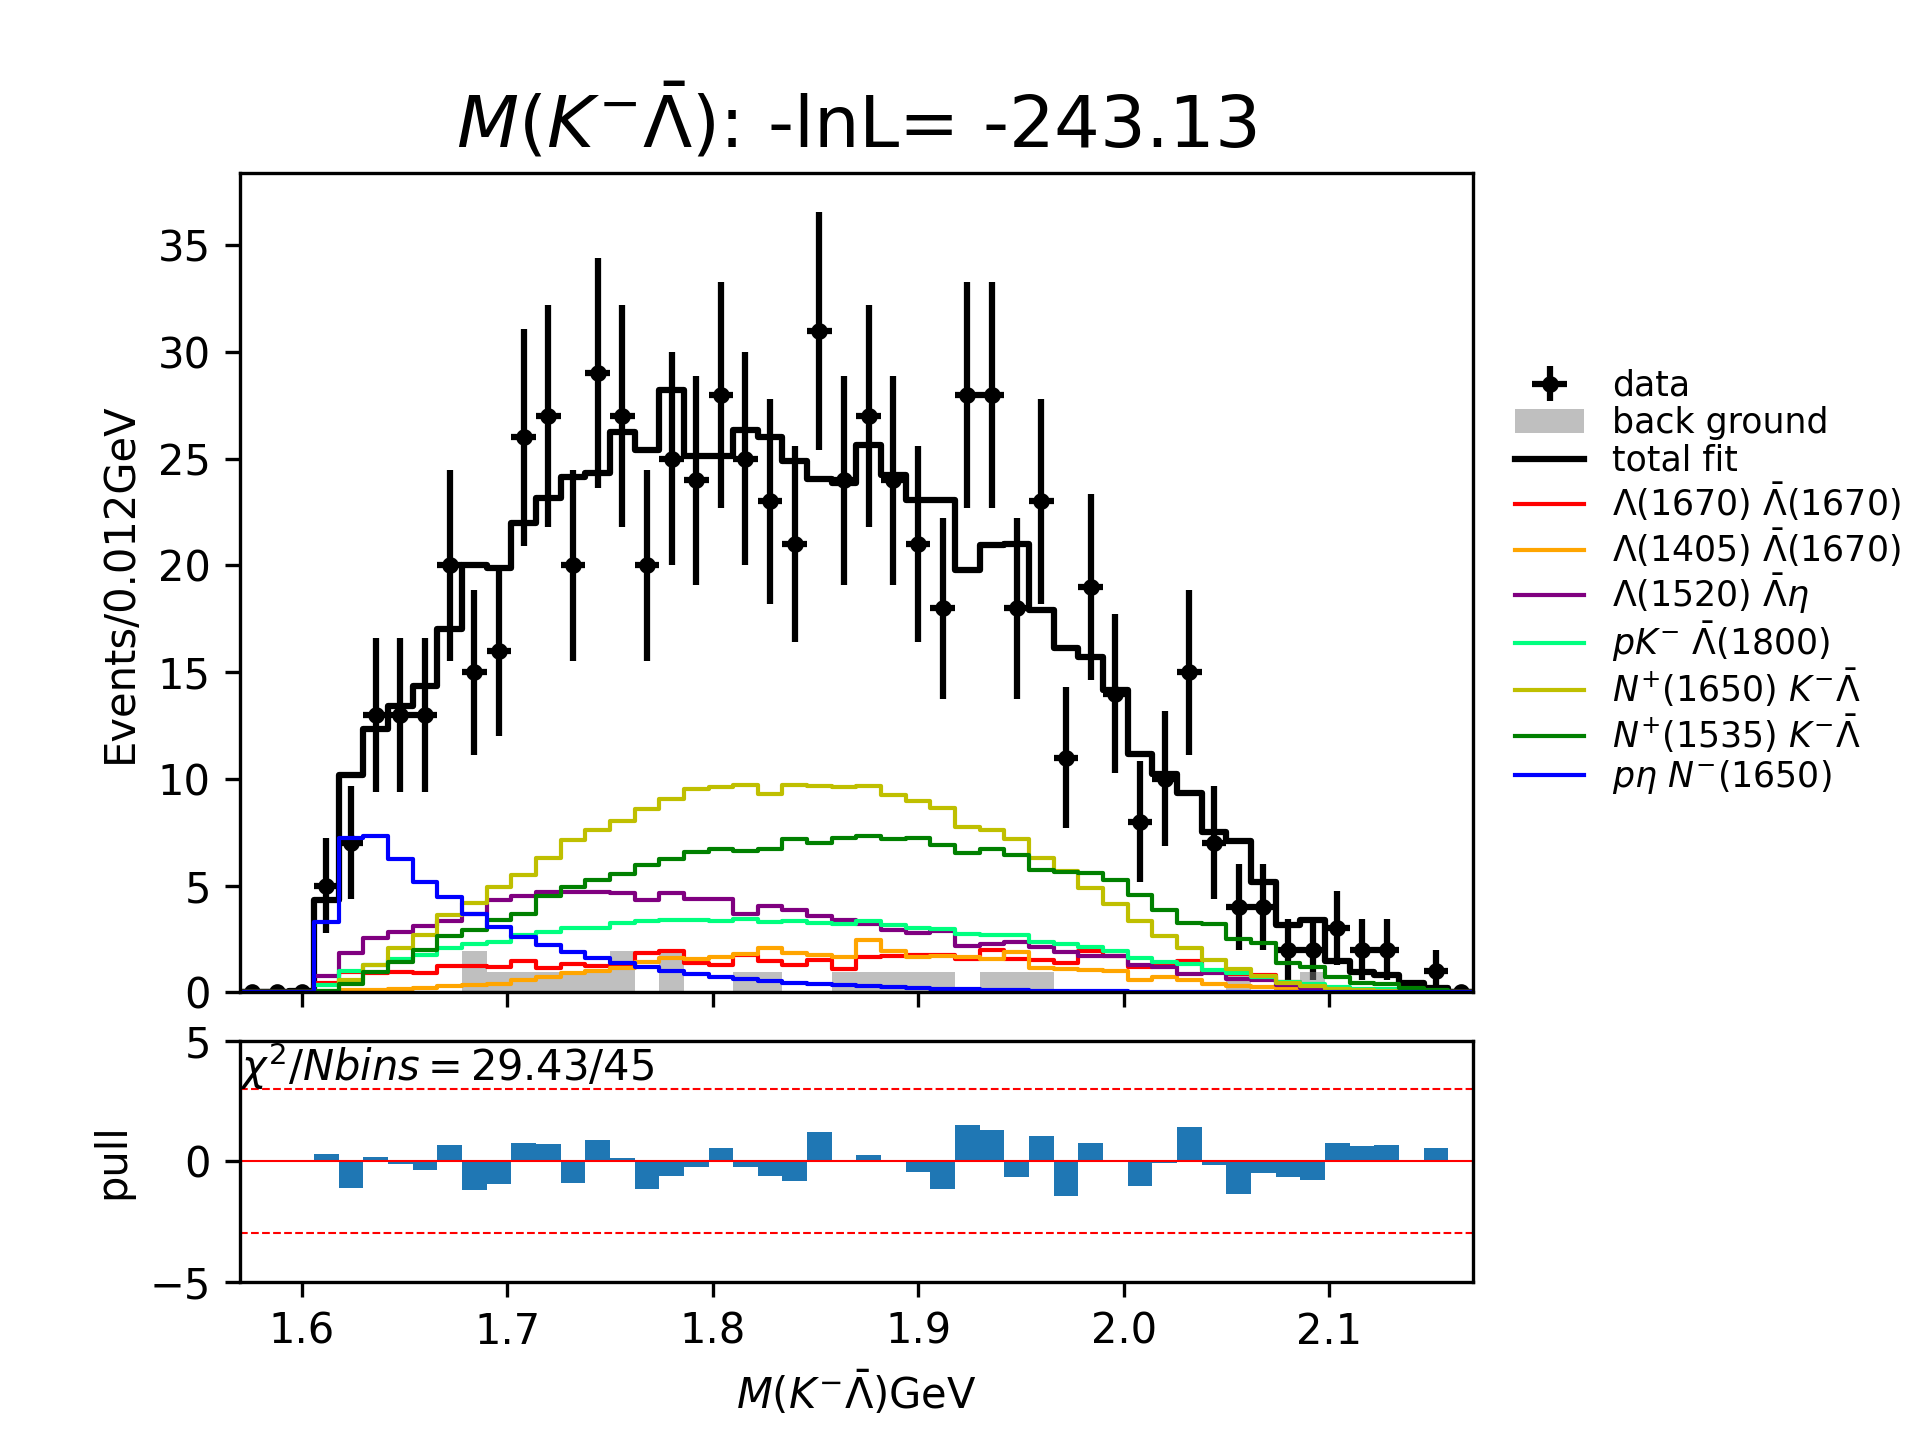 M(K⁻Λ̄): -lnL= -243.13
Events/0.012GeV
35
30
25
20
15
10
5
0
data
back ground
total fit
Λ(1670) Λ̄(1670)
Λ(1405) Λ̄(1670)
Λ(1520) Λ̄η
pK⁻ Λ̄(1800)
N⁺(1650) K⁻Λ̄
N⁺(1535) K⁻Λ̄
pη N⁻(1650)
χ²/Nbins = 29.43/45
pull
5
0
−5
1.6 1.7 1.8 1.9 2.0 2.1
M(K⁻Λ̄)GeV